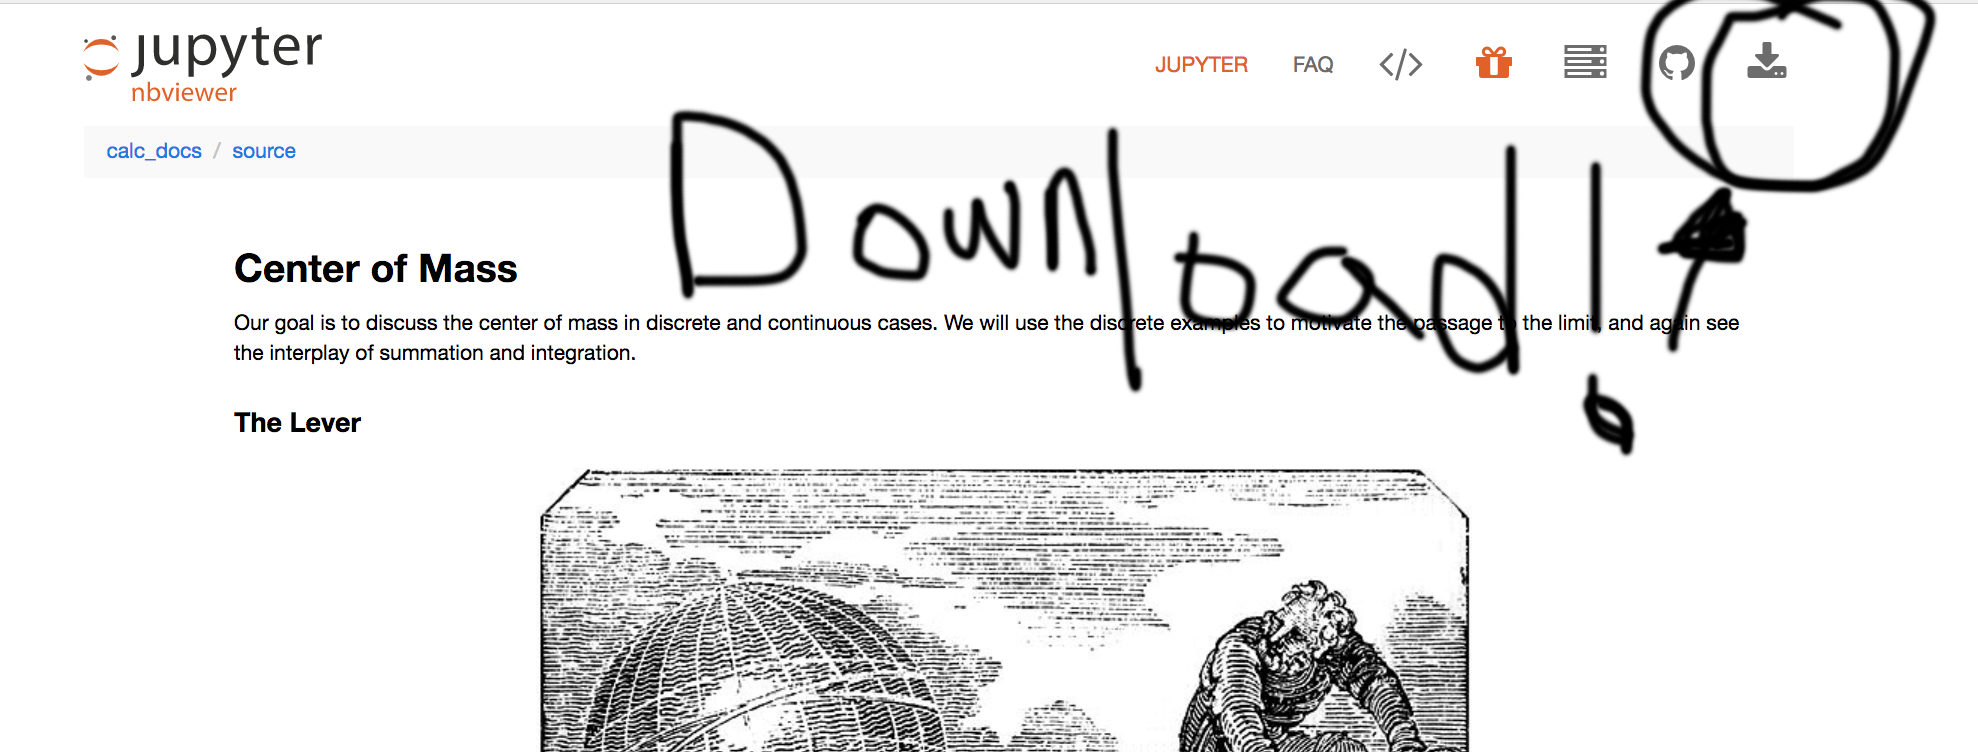 jupyter
nbviewer
JUPYTER FAQ </>
calc_docs / source
Download!
Center of Mass
Our goal is to discuss the center of mass in discrete and continuous cases. We will use the discrete examples to motivate the passage to the limit, and again see
the interplay of summation and integration.
The Lever